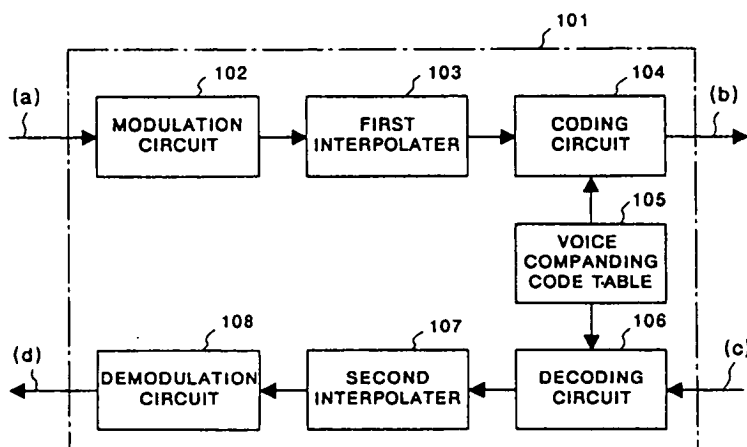 101
102
103
104
(a)
MODULATION
CIRCUIT
FIRST
INTERPOLATER
CODING
CIRCUIT
(b)
105
VOICE
COMPANDING
CODE TABLE
108
107
106
(d)
DEMODULATION
CIRCUIT
SECOND
INTERPOLATER
DECODING
CIRCUIT
(c)